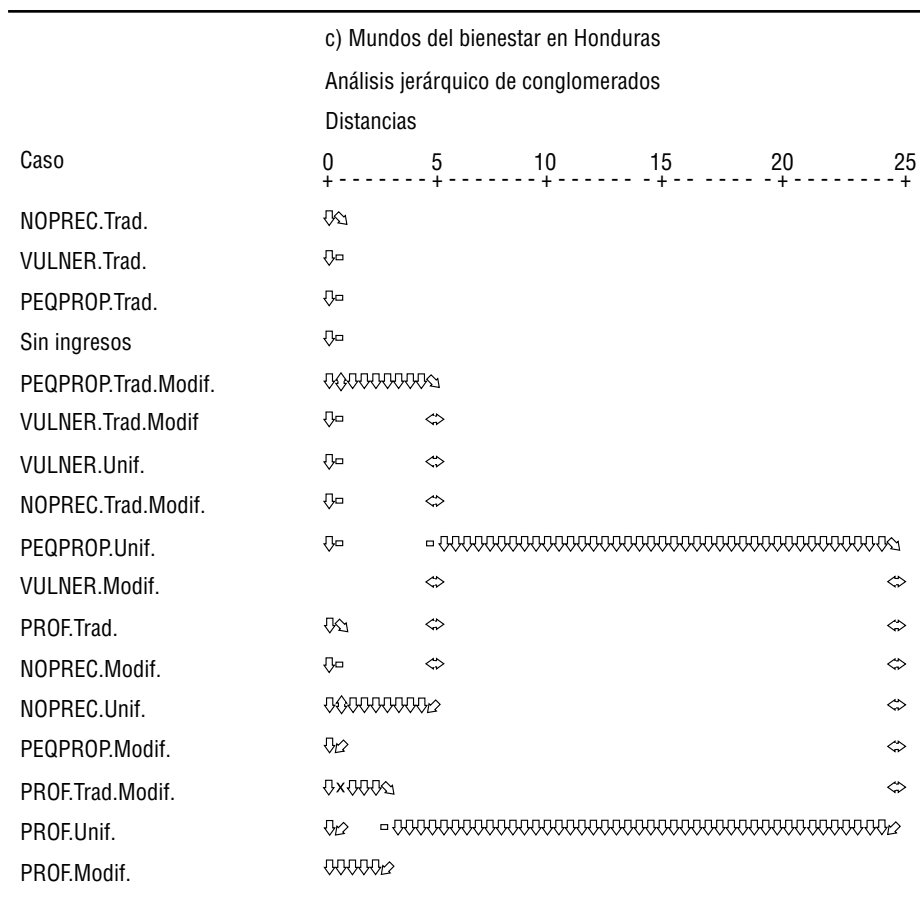 c) Mundos del bienestar en Honduras
Análisis jerárquico de conglomerados
Distancias
Caso 0 5 10 15 20 25
NOPREC.Trad.
VULNER.Trad.
PEQPROP.Trad.
Sin ingresos
PEQPROP.Trad.Modif.
VULNER.Trad.Modif
VULNER.Unif.
NOPREC.Trad.Modif.
PEQPROP.Unif.
VULNER.Modif.
PROF.Trad.
NOPREC.Modif.
NOPREC.Unif.
PEQPROP.Modif.
PROF.Trad.Modif. x
PROF.Unif.
PROF.Modif.